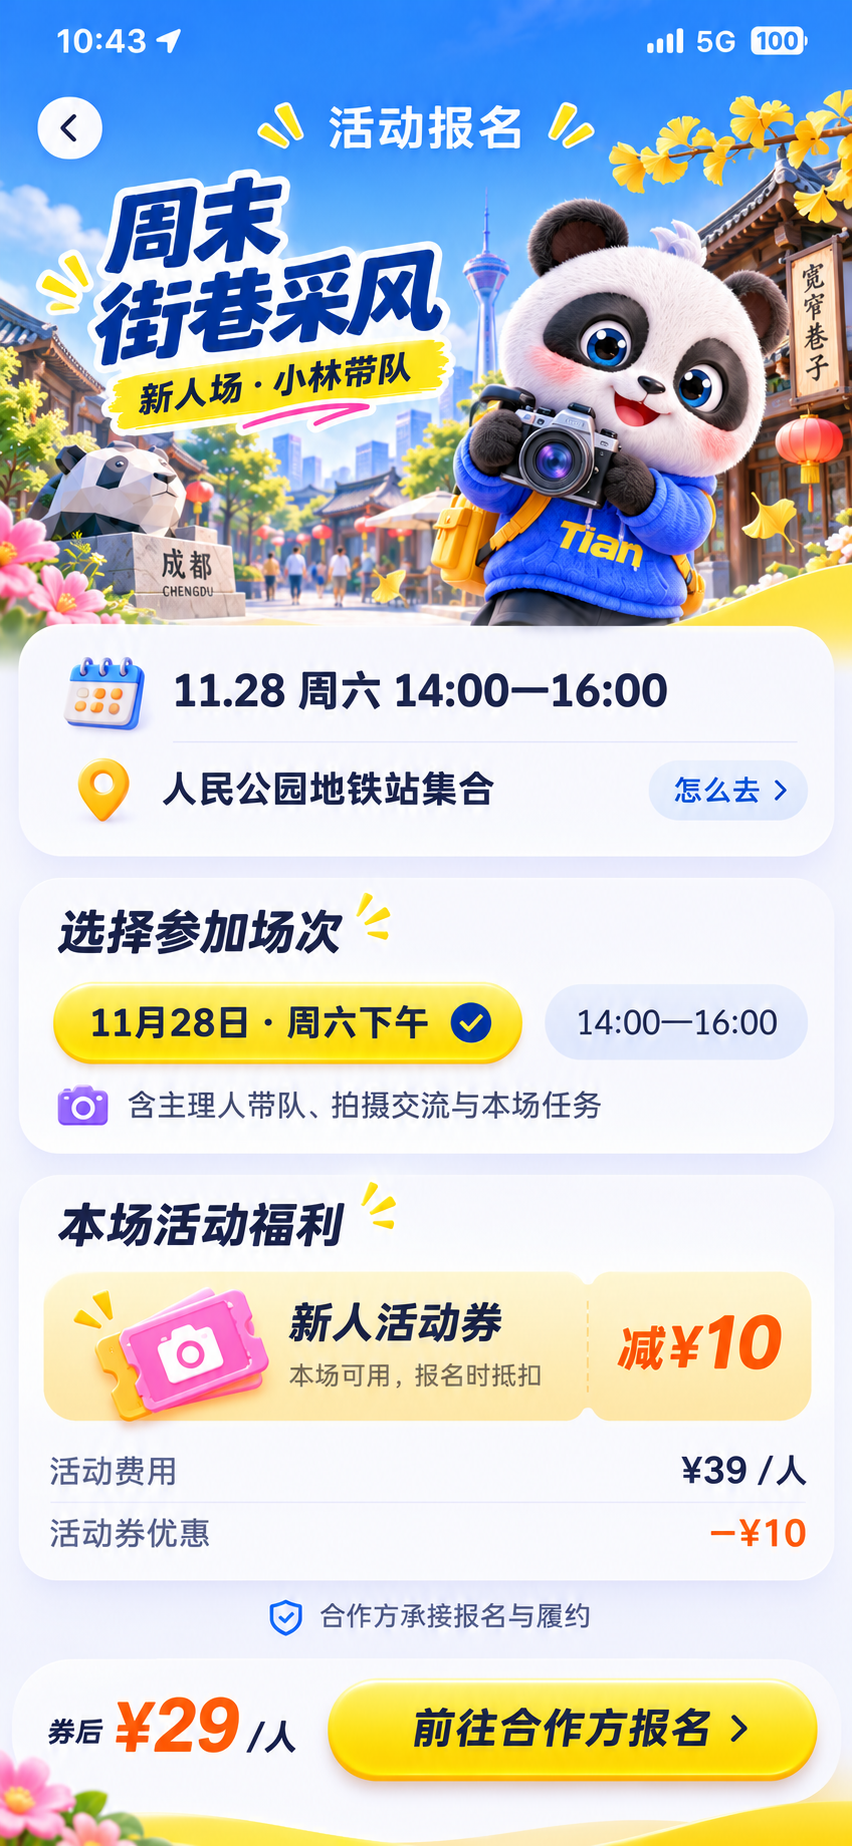 10:43
5G
100
活动报名
周末
街巷采风
新人场·小林带队
宽窄巷子
Tian
成都
CHENGDU
11.28 周六 14:00—16:00
人民公园地铁站集合
怎么去
选择参加场次
11月28日·周六下午
14:00—16:00
含主理人带队、拍摄交流与本场任务
本场活动福利
新人活动券
本场可用，报名时抵扣
减¥10
活动费用
¥39 /人
活动券优惠
−¥10
合作方承接报名与履约
券后 ¥29 /人
前往合作方报名